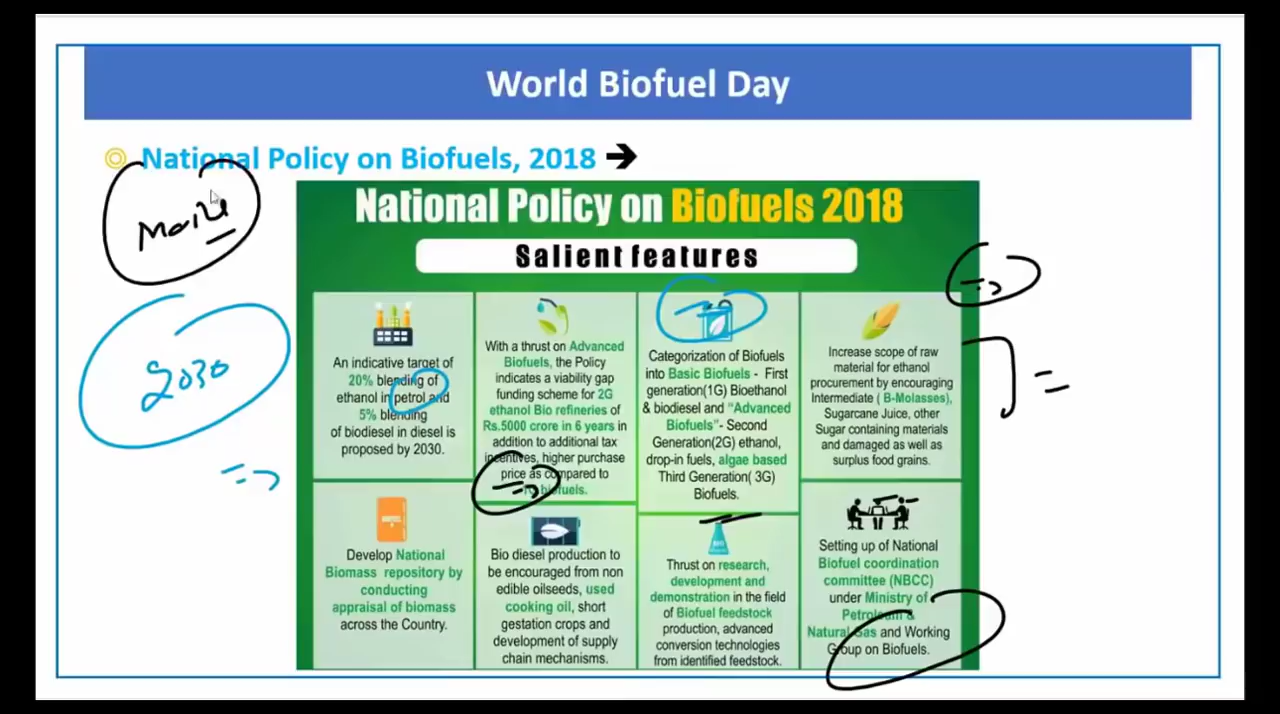 World Biofuel Day
National Policy on Biofuels, 2018 →
National Policy on Biofuels 2018
Salient features
An indicative target of
20% blending of
ethanol in petrol and
5% blending
of biodiesel in diesel is
proposed by 2030.
With a thrust on Advanced
Biofuels, the Policy
indicates a viability gap
funding scheme for 2G
ethanol Bio refineries of
Rs.5000 crore in 6 years in
addition to additional tax
incentives, higher purchase
price as compared to
biofuels.
Categorization of Biofuels
into Basic Biofuels - First
generation(1G) Bioethanol
& biodiesel and “Advanced
Biofuels”- Second
Generation(2G) ethanol,
drop-in fuels, algae based
Third Generation( 3G)
Biofuels.
Increase scope of raw
material for ethanol
procurement by encouraging
Intermediate ( B-Molasses),
Sugarcane Juice, other
Sugar containing materials
and damaged as well as
surplus food grains.
Develop National
Biomass repository by
conducting
appraisal of biomass
across the Country.
Bio diesel production to
be encouraged from non
edible oilseeds, used
cooking oil, short
gestation crops and
development of supply
chain mechanisms.
Thrust on research,
development and
demonstration in the field
of Biofuel feedstock
production, advanced
conversion technologies
from identified feedstock.
Setting up of National
Biofuel coordination
committee (NBCC)
under Ministry of
Petroleum &
Natural Gas and Working
Group on Biofuels.
2030